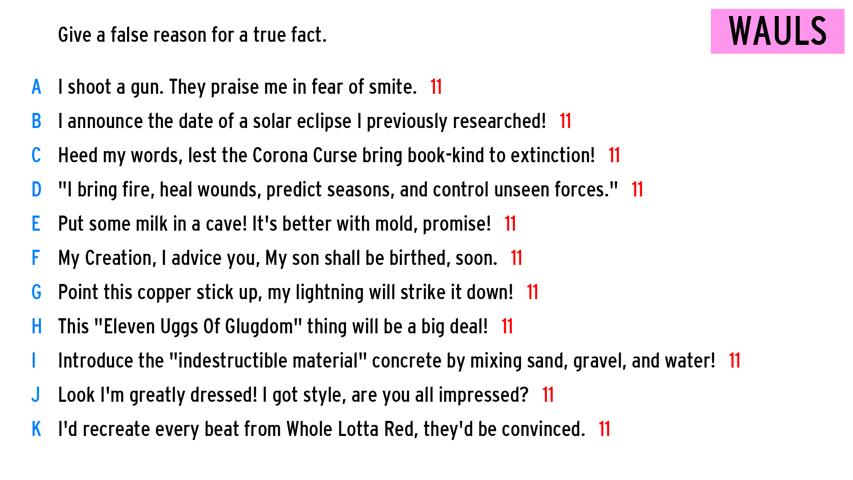 Give a false reason for a true fact.
WAULS
A I shoot a gun. They praise me in fear of smite. 11
B I announce the date of a solar eclipse I previously researched! 11
C Heed my words, lest the Corona Curse bring book-kind to extinction! 11
D "I bring fire, heal wounds, predict seasons, and control unseen forces." 11
E Put some milk in a cave! It's better with mold, promise! 11
F My Creation, I advice you, My son shall be birthed, soon. 11
G Point this copper stick up, my lightning will strike it down! 11
H This "Eleven Uggs Of Glugdom" thing will be a big deal! 11
I Introduce the "indestructible material" concrete by mixing sand, gravel, and water! 11
J Look I'm greatly dressed! I got style, are you all impressed? 11
K I'd recreate every beat from Whole Lotta Red, they'd be convinced. 11